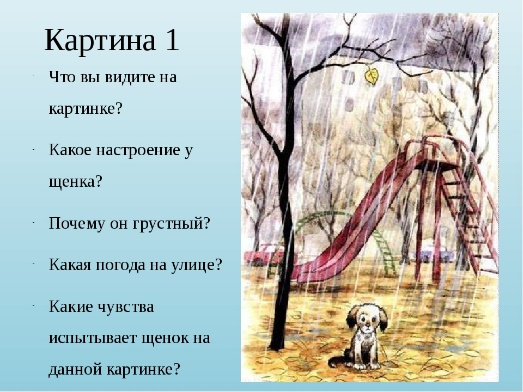 Картина 1
Что вы видите на
картинке?
Какое настроение у
щенка?
Почему он грустный?
Какая погода на улице?
Какие чувства
испытывает щенок на
данной картинке?